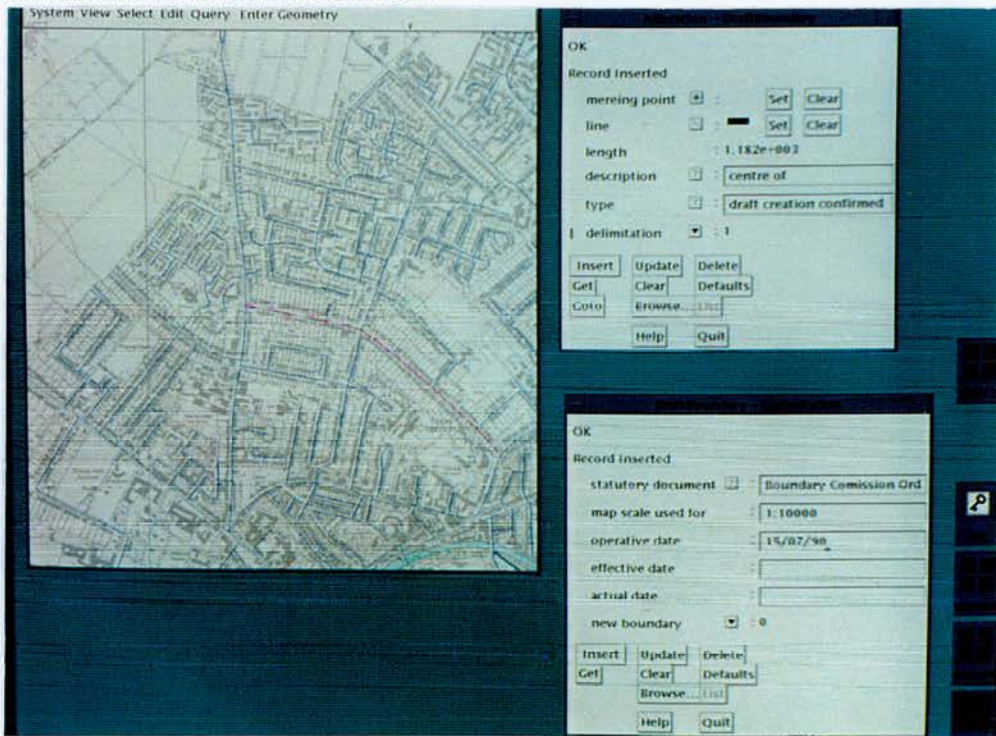 System View Select Edit Query Enter Geometry
OK
Record Inserted
mereing point : Set Clear
line : Set Clear
length : 1.182e+003
description ? : centre of
type ? : draft creation confirmed
delimitation : 1
Insert Update Delete
Get Clear Defaults
Goto Browse... List
Help Quit
OK
Record Inserted
statutory document ? : Boundary Comission Ord
map scale used for : 1:10000
operative date : 15/07/90
effective date :
actual date :
new boundary : 0
Insert Update Delete
Get Clear Defaults
Browse... List
Help Quit